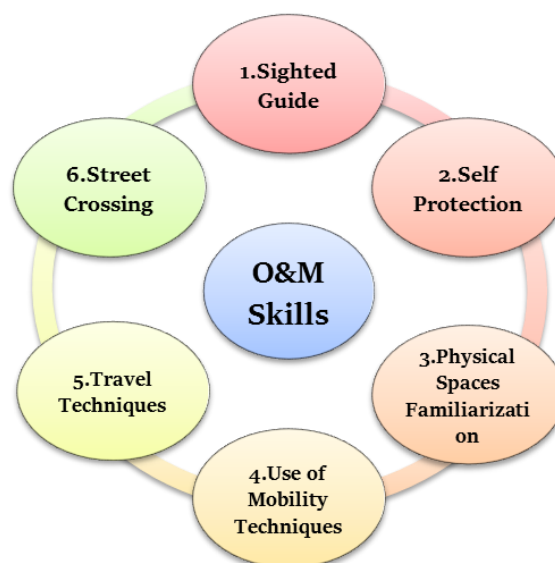 1.Sighted
Guide
2.Self
Protection
3.Physical
Spaces
Familiarizati
on
4.Use of
Mobility
Techniques
5.Travel
Techniques
6.Street
Crossing
O&M
Skills